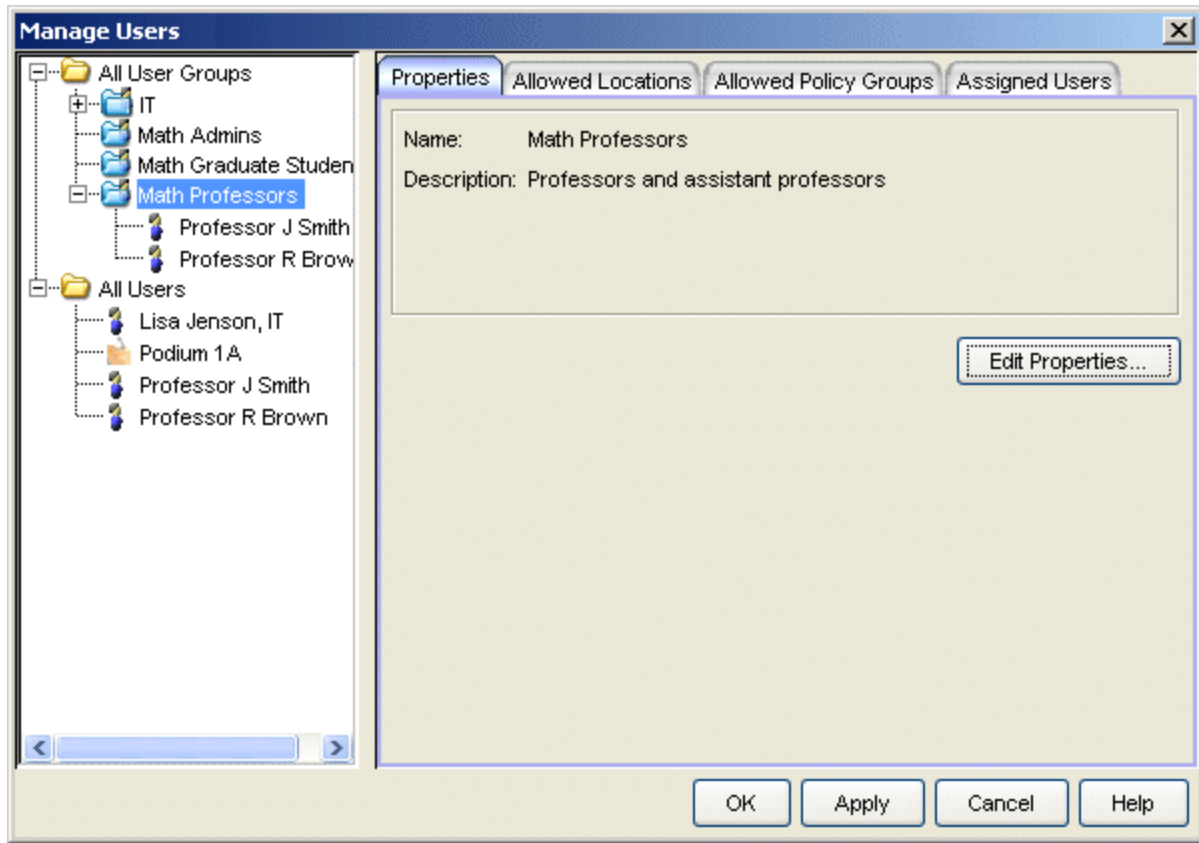 Manage Users
All User Groups
IT
Math Admins
Math Graduate Studen
Math Professors
Professor J Smith
Professor R Brow
All Users
Lisa Jenson, IT
Podium 1A
Professor J Smith
Professor R Brown
Properties Allowed Locations Allowed Policy Groups Assigned Users
Name: Math Professors
Description: Professors and assistant professors
Edit Properties...
OK Apply Cancel Help